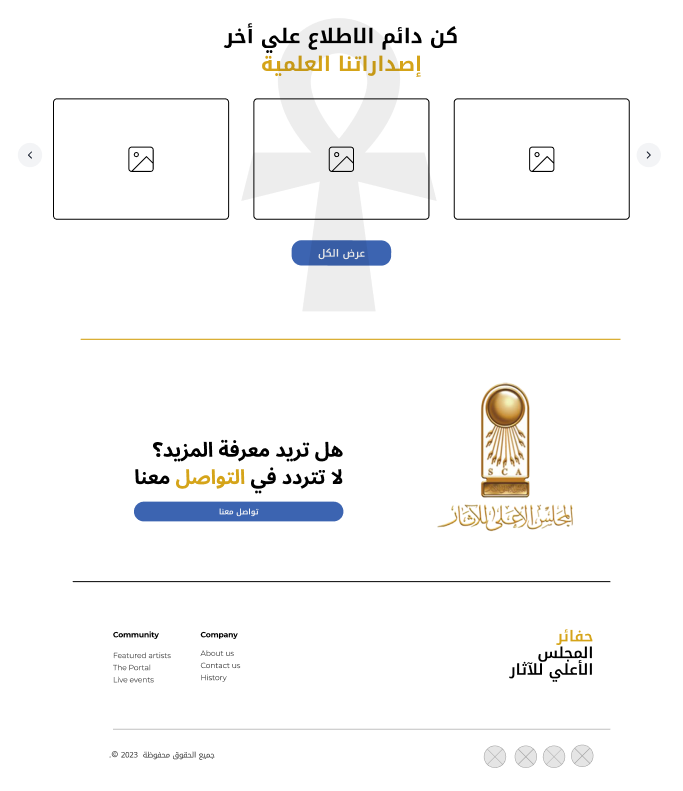 كن دائم الاطلاع علي أخر
إصداراتنا العلمية
عرض الكل
هل تريد معرفة المزيد؟
لا تتردد في التواصل معنا
تواصل معنا
S C A
المجلس الأعلى للآثار
حفائر
المجلس
الأعلي للآثار
Company
About us
Contact us
History
Community
Featured artists
The Portal
Live events
جميع الحقوق محفوظة 2023 ©.